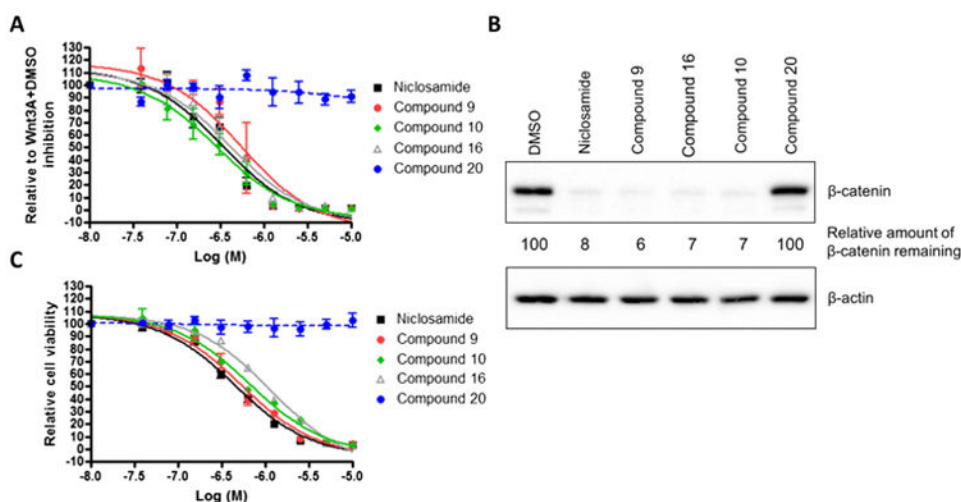 A
Relative to Wnt3A+DMSO
inhibition
130
120
110
100
90
80
70
60
50
40
30
20
10
0
-10
-8.0 -7.5 -7.0 -6.5 -6.0 -5.5 -5.0
Log (M)
Niclosamide
Compound 9
Compound 10
Compound 16
Compound 20
B
DMSO
Niclosamide
Compound 9
Compound 16
Compound 10
Compound 20
β-catenin
100 8 6 7 7 100
Relative amount of
β-catenin remaining
β-actin
C
Relative cell viability
130
120
110
100
90
80
70
60
50
40
30
20
10
0
-10
-8.0 -7.5 -7.0 -6.5 -6.0 -5.5 -5.0
Log (M)
Niclosamide
Compound 9
Compound 10
Compound 16
Compound 20